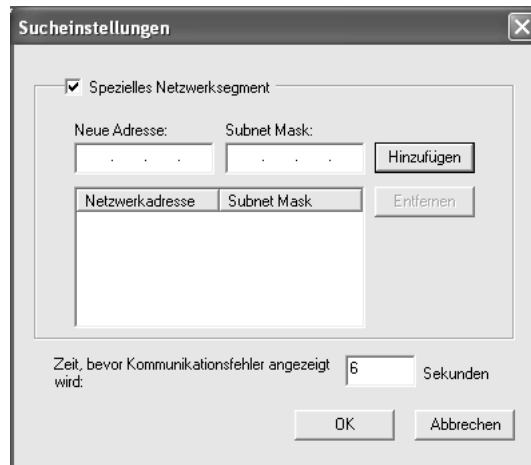 Sucheinstellungen
Spezielles Netzwerksegment
Neue Adresse: Subnet Mask:
. . . . . . Hinzufügen
Netzwerkadresse Subnet Mask Entfernen
Zeit, bevor Kommunikationsfehler angezeigt
wird: 6 Sekunden
OK Abbrechen